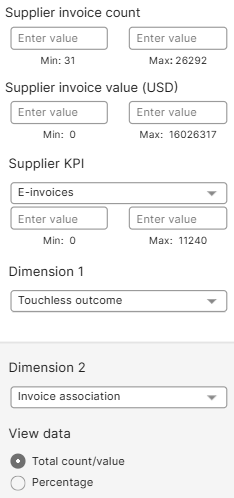 Supplier invoice count
Enter value Enter value
Min: 31 Max: 26292
Supplier invoice value (USD)
Enter value Enter value
Min: 0 Max: 16026317
Supplier KPI
E-invoices
Enter value Enter value
Min: 0 Max: 11240
Dimension 1
Touchless outcome
Dimension 2
Invoice association
View data
Total count/value
Percentage